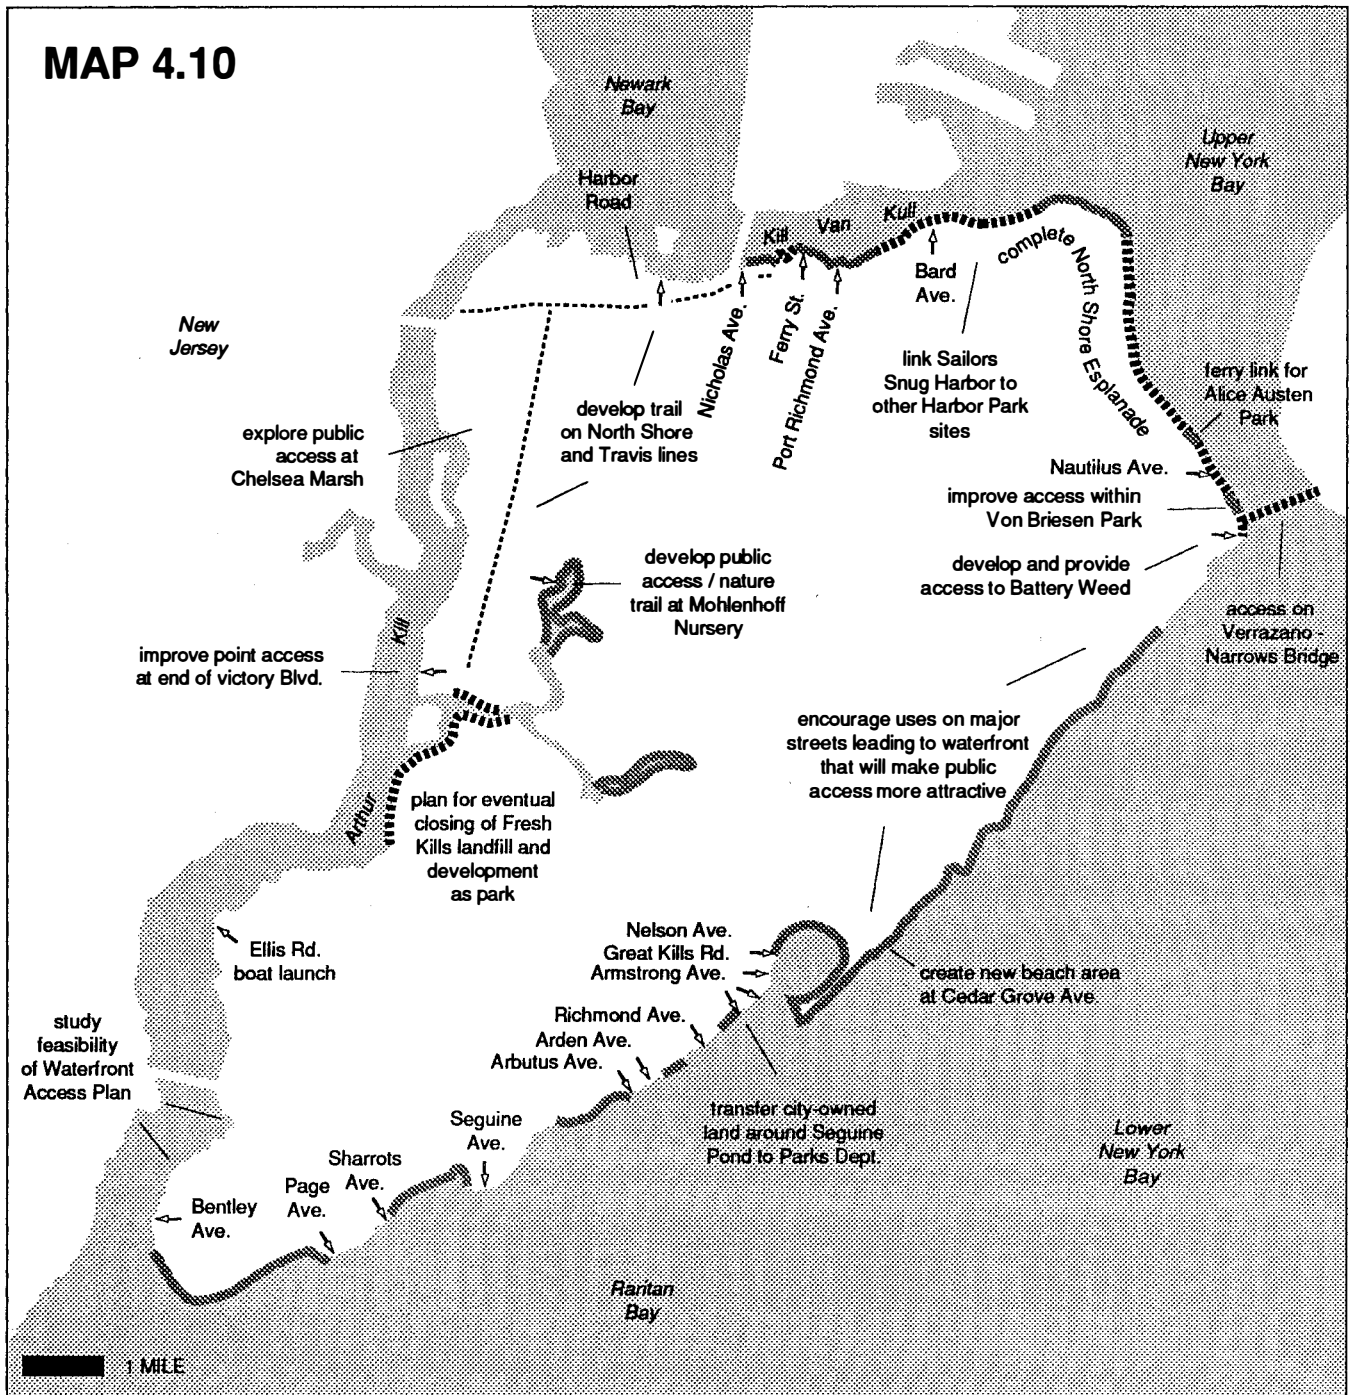 MAP 4.10
Newark
Bay
Upper
New York
Bay
Harbor
Road
Kill Van Kull
complete North Shore Esplanade
Bard
Ave.
New
Jersey
Nicholas Ave.
Ferry St.
Port Richmond Ave.
link Sailors
Snug Harbor to
other Harbor Park
sites
ferry link for
Alice Austen
Park
develop trail
on North Shore
and Travis lines
explore public
access at
Chelsea Marsh
Nautilus Ave.
improve access within
Von Briesen Park
develop and provide
access to Battery Weed
access on
Verrazano -
Narrows Bridge
develop public
access / nature
trail at Mohlenhoff
Nursery
improve point access
at end of victory Blvd.
Arthur Kill
encourage uses on major
streets leading to waterfront
that will make public
access more attractive
plan for eventual
closing of Fresh
Kills landfill and
development
as park
Ellis Rd.
boat launch
Nelson Ave.
Great Kills Rd.
Armstrong Ave.
create new beach area
at Cedar Grove Ave.
Richmond Ave.
Arden Ave.
Arbutus Ave.
study
feasibility
of Waterfront
Access Plan
transfer city-owned
land around Seguine
Pond to Parks Dept.
Seguine
Ave.
Sharrots
Ave.
Page
Ave.
Bentley
Ave.
Lower
New York
Bay
Raritan
Bay
1 MILE